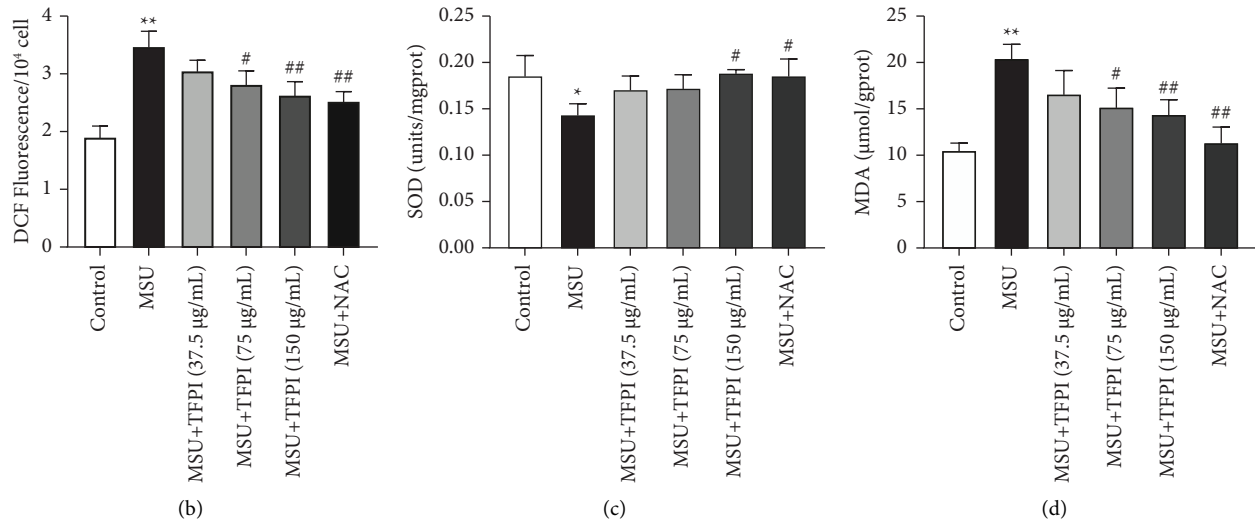 DCF Fluorescence/10⁴ cell
4
3
2
1
0
**
#
##
##
Control
MSU
MSU+TFPI (37.5 µg/mL)
MSU+TFPI (75 µg/mL)
MSU+TFPI (150 µg/mL)
MSU+NAC
(b)
SOD (units/mgprot)
0.25
0.20
0.15
0.10
0.05
0.00
*
#
#
Control
MSU
MSU+TFPI (37.5 µg/mL)
MSU+TFPI (75 µg/mL)
MSU+TFPI (150 µg/mL)
MSU+NAC
(c)
MDA (µmol/gprot)
25
20
15
10
5
0
**
#
##
##
Control
MSU
MSU+TFPI (37.5 µg/mL)
MSU+TFPI (75 µg/mL)
MSU+TFPI (150 µg/mL)
MSU+NAC
(d)